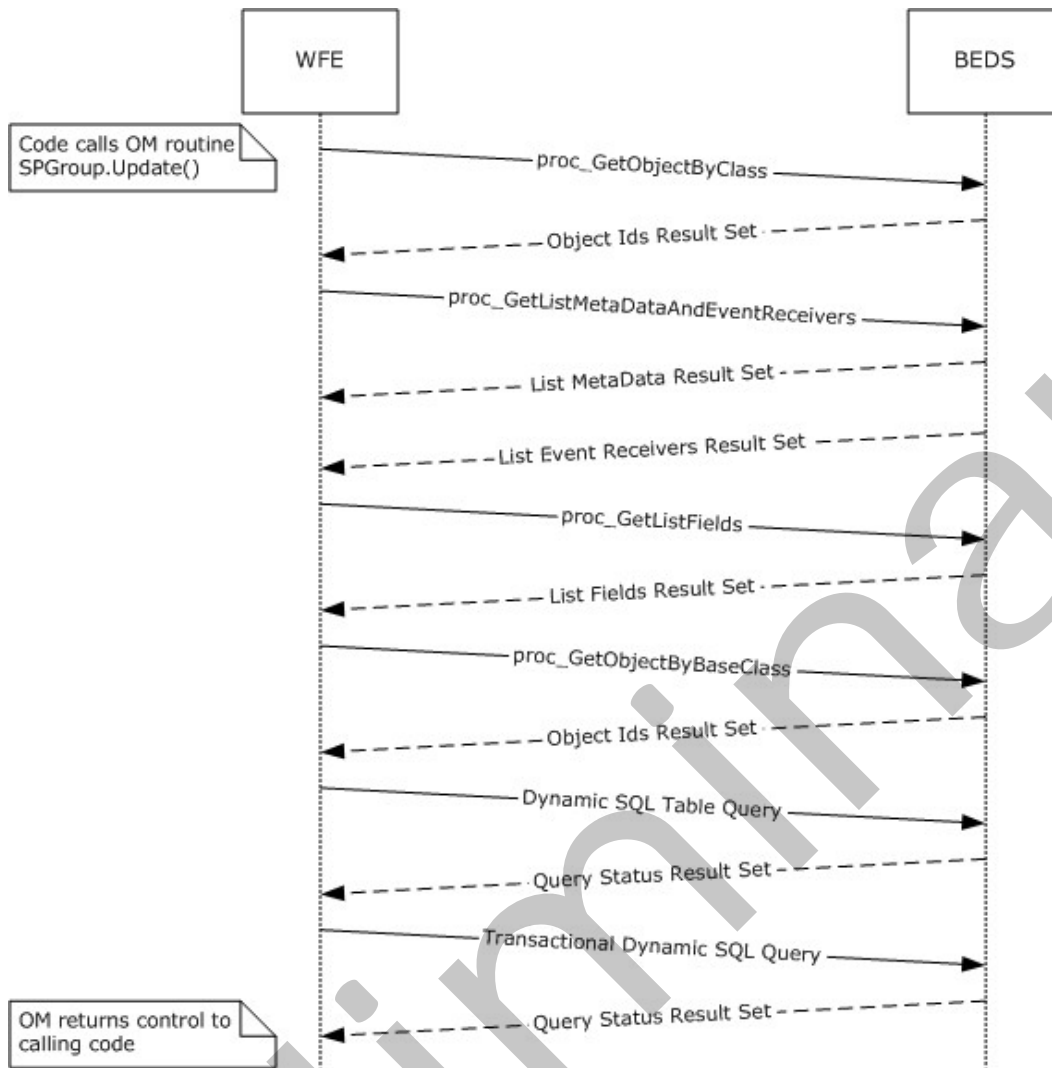 WFE
BEDS
Code calls OM routine
SPGroup.Update()
proc_GetObjectByClass
Object Ids Result Set
proc_GetListMetaDataAndEventReceivers
List MetaData Result Set
List Event Receivers Result Set
proc_GetListFields
List Fields Result Set
proc_GetObjectByBaseClass
Object Ids Result Set
Dynamic SQL Table Query
Query Status Result Set
Transactional Dynamic SQL Query
Query Status Result Set
OM returns control to
calling code